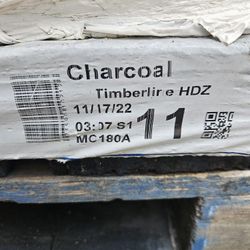 Charcoal
Timberline HDZ
11/17/22
03:07 S1
MC180A
11